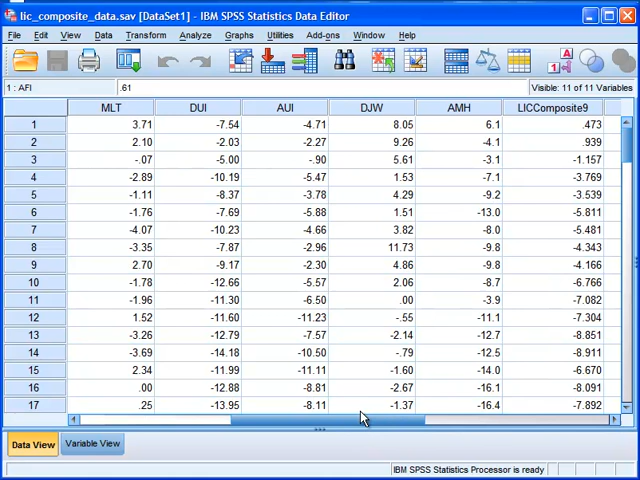 lic_composite_data.sav [DataSet1] - IBM SPSS Statistics Data Editor
File Edit View Data Transform Analyze Graphs Utilities Add-ons Window Help
1 : AFI .61 Visible: 11 of 11 Variables
MLT DUI AUI DJW AMH LICComposite9
1 3.71 -7.54 -4.71 8.05 6.1 .473
2 2.10 -2.03 -2.27 9.26 -4.1 .939
3 -.07 -5.00 -.90 5.61 -3.1 -1.157
4 -2.89 -10.19 -5.47 1.53 -7.1 -3.769
5 -1.11 -8.37 -3.78 4.29 -9.2 -3.539
6 -1.76 -7.69 -5.88 1.51 -13.0 -5.811
7 -4.07 -10.23 -4.66 3.82 -8.0 -5.481
8 -3.35 -7.87 -2.96 11.73 -9.8 -4.343
9 2.70 -9.17 -2.30 4.86 -9.8 -4.166
10 -1.78 -12.66 -5.57 2.06 -8.7 -6.766
11 -1.96 -11.30 -6.50 .00 -3.9 -7.082
12 1.52 -11.60 -11.23 -.55 -11.1 -7.304
13 -3.26 -12.79 -7.57 -2.14 -12.7 -8.851
14 -3.69 -14.18 -10.50 -.79 -12.5 -8.911
15 2.34 -11.99 -11.11 -1.60 -14.0 -6.670
16 .00 -12.88 -8.81 -2.67 -16.1 -8.091
17 .25 -13.95 -8.11 -1.37 -16.4 -7.892
Data View Variable View
IBM SPSS Statistics Processor is ready